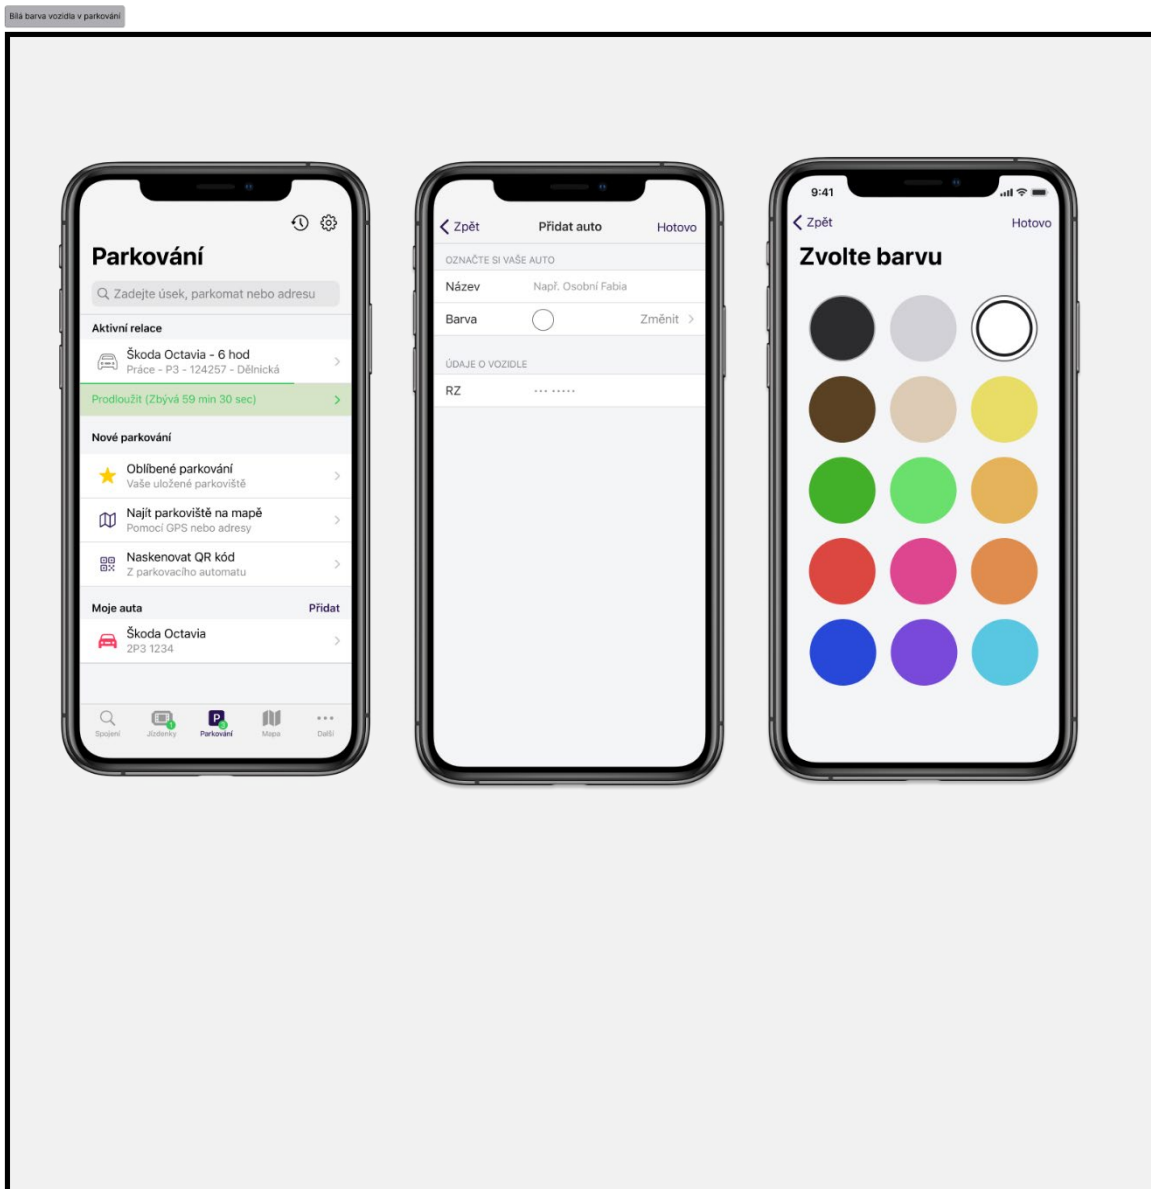 Bílá barva vozidla v parkování
Parkování
Zadejte úsek, parkomat nebo adresu
Aktivní relace
Škoda Octavia - 6 hod
Práce - P3 - 124257 - Dělnická
Prodloužit (Zbývá 59 min 30 sec)
Nové parkování
Oblíbené parkování
Vaše uložené parkoviště
Najít parkoviště na mapě
Pomocí GPS nebo adresy
Naskenovat QR kód
Z parkovacího automatu
Moje auta Přidat
Škoda Octavia
2P3 1234
Spojení Jízdenky Parkování Mapa Další
Zpět Přidat auto Hotovo
OZNAČTE SI VAŠE AUTO
Název Např. Osobní Fabia
Barva Změnit
ÚDAJE O VOZIDLE
RZ ··· ·····
9:41
Zpět Hotovo
Zvolte barvu